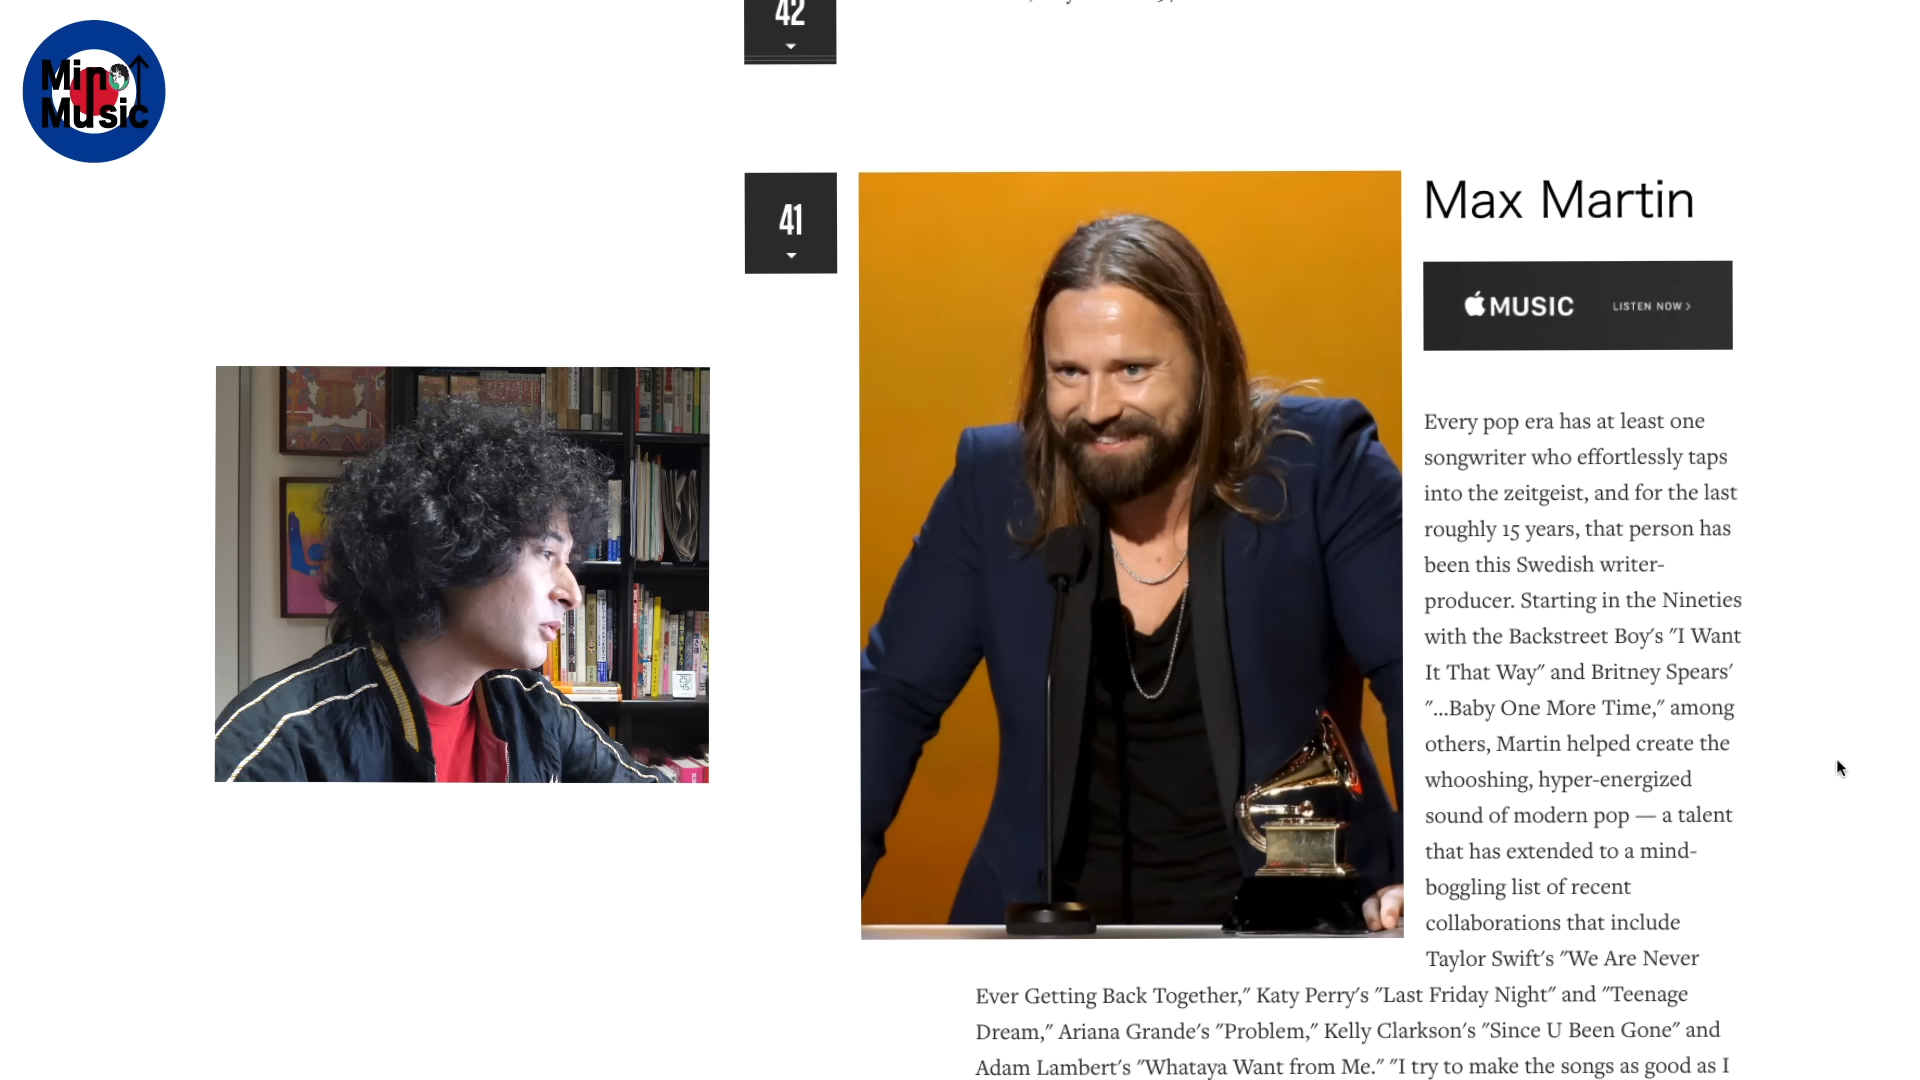 42
Min Music
41
Max Martin
MUSIC LISTEN NOW >
Every pop era has at least one
songwriter who effortlessly taps
into the zeitgeist, and for the last
roughly 15 years, that person has
been this Swedish writer-
producer. Starting in the Nineties
with the Backstreet Boy's "I Want
It That Way" and Britney Spears'
"...Baby One More Time," among
others, Martin helped create the
whooshing, hyper-energized
sound of modern pop — a talent
that has extended to a mind-
boggling list of recent
collaborations that include
Taylor Swift's "We Are Never
Ever Getting Back Together," Katy Perry's "Last Friday Night" and "Teenage
Dream," Ariana Grande's "Problem," Kelly Clarkson's "Since U Been Gone" and
Adam Lambert's "Whataya Want from Me." "I try to make the songs as good as I